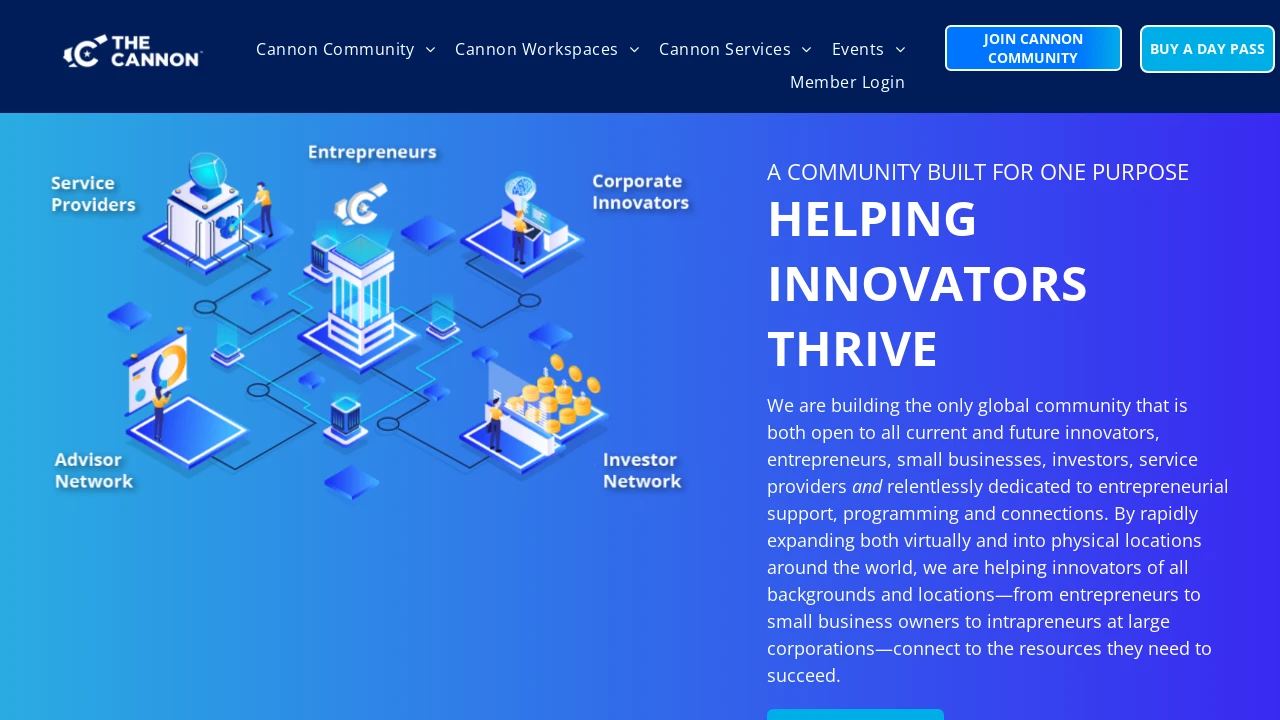 THE
CANNON
Cannon Community
Cannon Workspaces
Cannon Services
Events
Member Login
JOIN CANNON
COMMUNITY
BUY A DAY PASS
Service
Providers
Entrepreneurs
Corporate
Innovators
Advisor
Network
Investor
Network
A COMMUNITY BUILT FOR ONE PURPOSE
HELPING
INNOVATORS
THRIVE
We are building the only global community that is
both open to all current and future innovators,
entrepreneurs, small businesses, investors, service
providers and relentlessly dedicated to entrepreneurial
support, programming and connections. By rapidly
expanding both virtually and into physical locations
around the world, we are helping innovators of all
backgrounds and locations—from entrepreneurs to
small business owners to intrapreneurs at large
corporations—connect to the resources they need to
succeed.